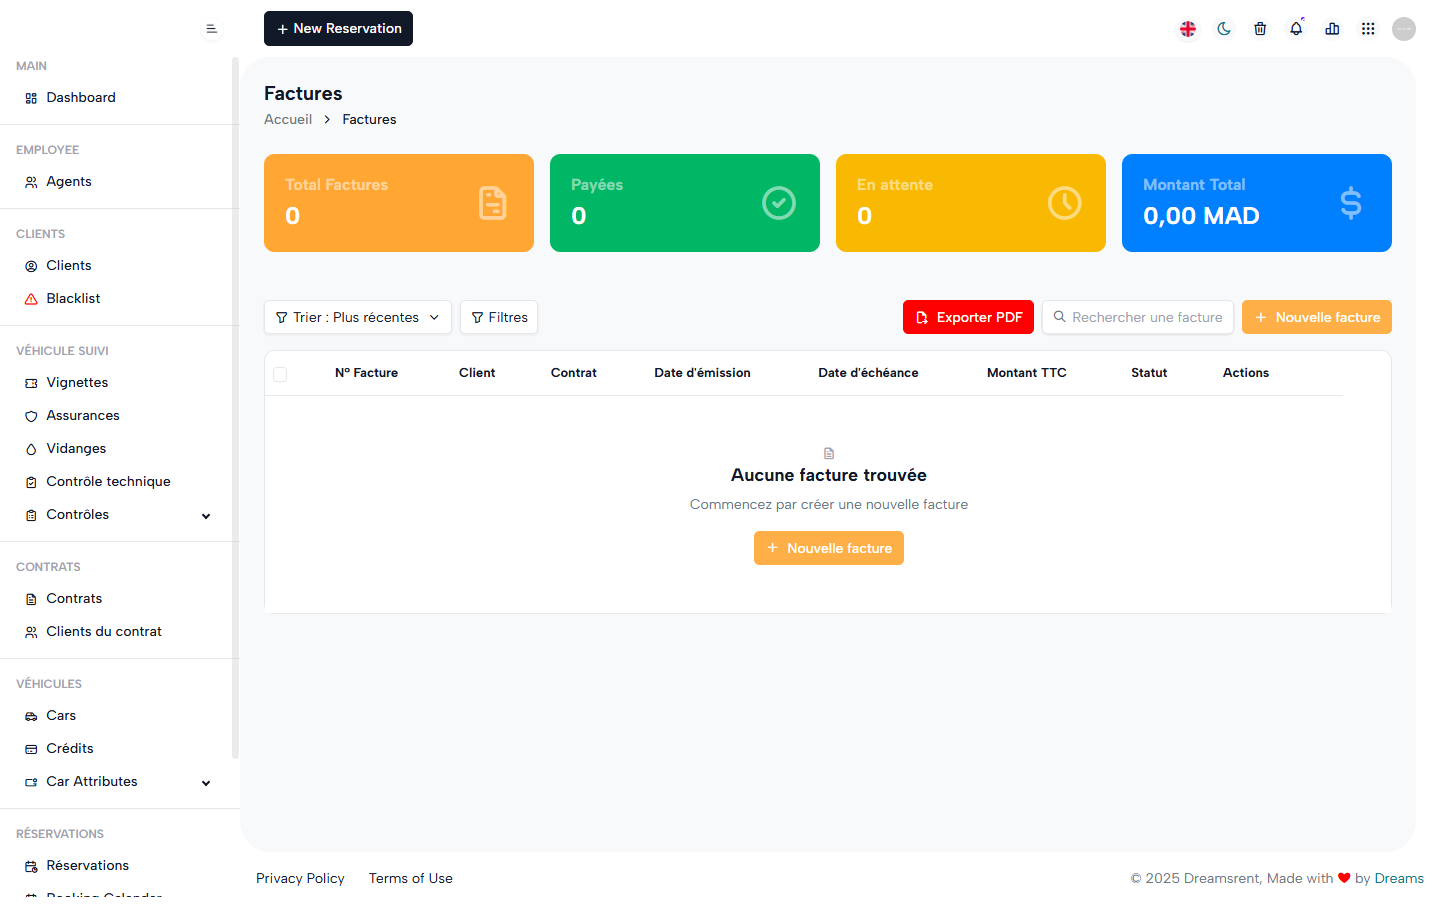 New Reservation
MAIN
Dashboard
EMPLOYEE
Agents
CLIENTS
Clients
Blacklist
VÉHICULE SUIVI
Vignettes
Assurances
Vidanges
Contrôle technique
Contrôles
CONTRATS
Contrats
Clients du contrat
VÉHICULES
Cars
Crédits
Car Attributes
RÉSERVATIONS
Réservations
Booking Calendar
Factures
Accueil > Factures
Total Factures
0
Payées
0
En attente
0
Montant Total
0,00 MAD
Trier : Plus récentes
Filtres
Exporter PDF
Rechercher une facture
+ Nouvelle facture
N° Facture Client Contrat Date d'émission Date d'échéance Montant TTC Statut Actions
Aucune facture trouvée
Commencez par créer une nouvelle facture
+ Nouvelle facture
Privacy Policy Terms of Use
© 2025 Dreamsrent, Made with ❤ by Dreams